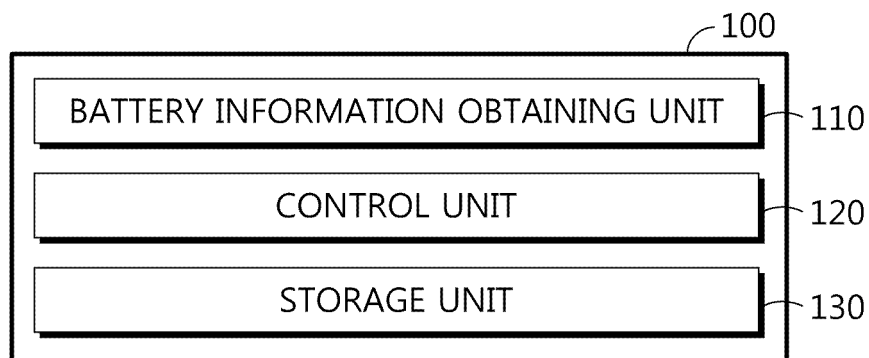 100
BATTERY INFORMATION OBTAINING UNIT
110
CONTROL UNIT
120
STORAGE UNIT
130